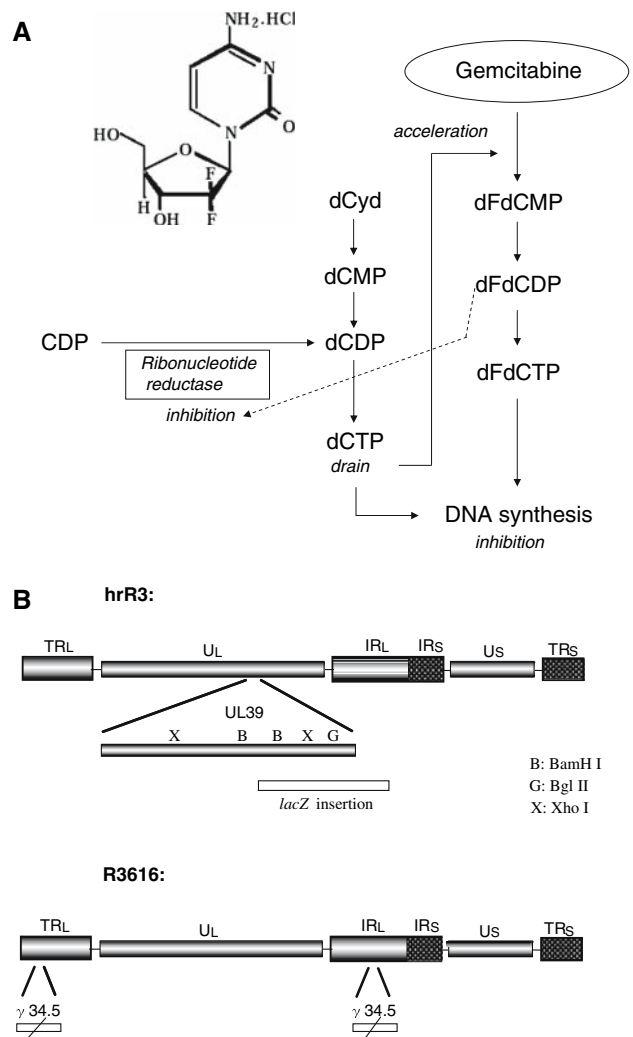 A
NH2.HCl
N
N
O
HO
O
F
F
H
OH
Gemcitabine
acceleration
dCyd
dFdCMP
dCMP
dFdCDP
CDP
dCDP
Ribonucleotide
reductase
dFdCTP
inhibition
dCTP
drain
DNA synthesis
inhibition
B
hrR3:
TRL
UL
IRL
IRS
US
TRS
UL39
X B B X G
lacZ insertion
B: BamH I
G: Bgl II
X: Xho I
R3616:
TRL
UL
IRL
IRS
US
TRS
γ 34.5
γ 34.5